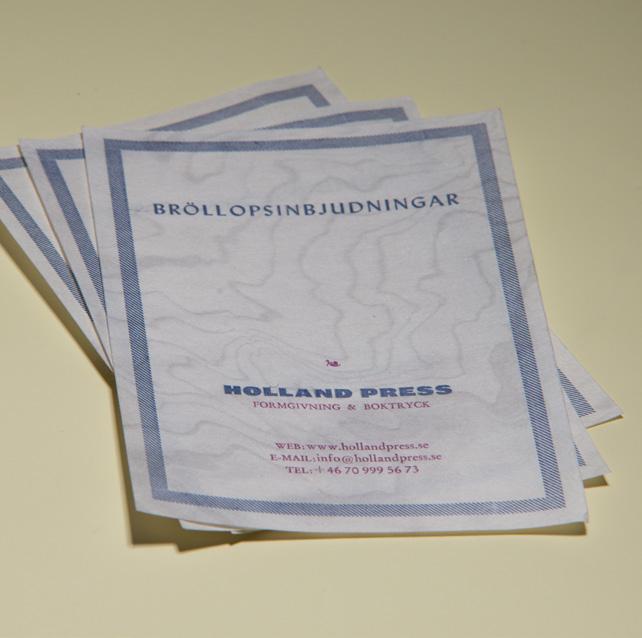 BRÖLLOPSINBJUDNINGAR
HOLLAND PRESS
FORMGIVNING & BOKTRYCK
WEB: www.hollandpress.se
E-MAIL: info@hollandpress.se
TEL: +46 70 999 56 73